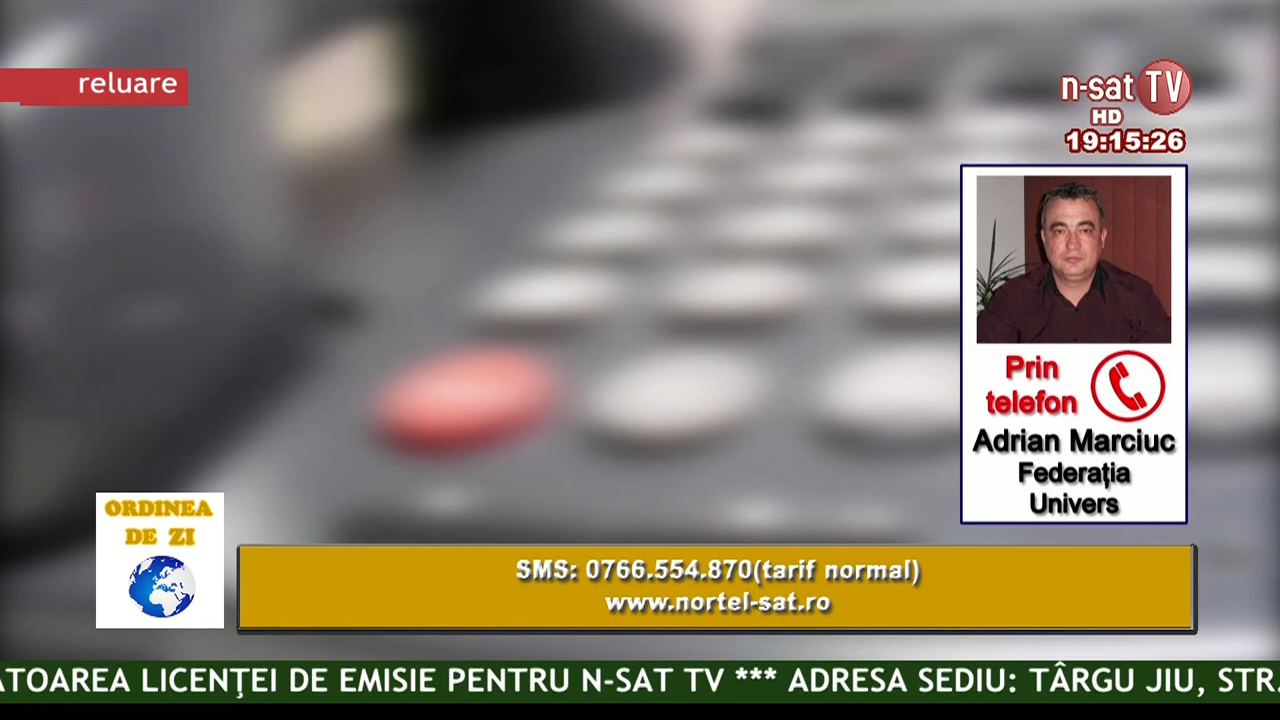 reluare
n-sat TV
HD
19:15:26
Prin
telefon
Adrian Marciuc
Federația
Univers
ORDINEA
DE ZI
SMS: 0766.554.870(tarif normal)
www.nortel-sat.ro
ATOAREA LICENŢEI DE EMISIE PENTRU N-SAT TV *** ADRESA SEDIU: TÂRGU JIU, STR.